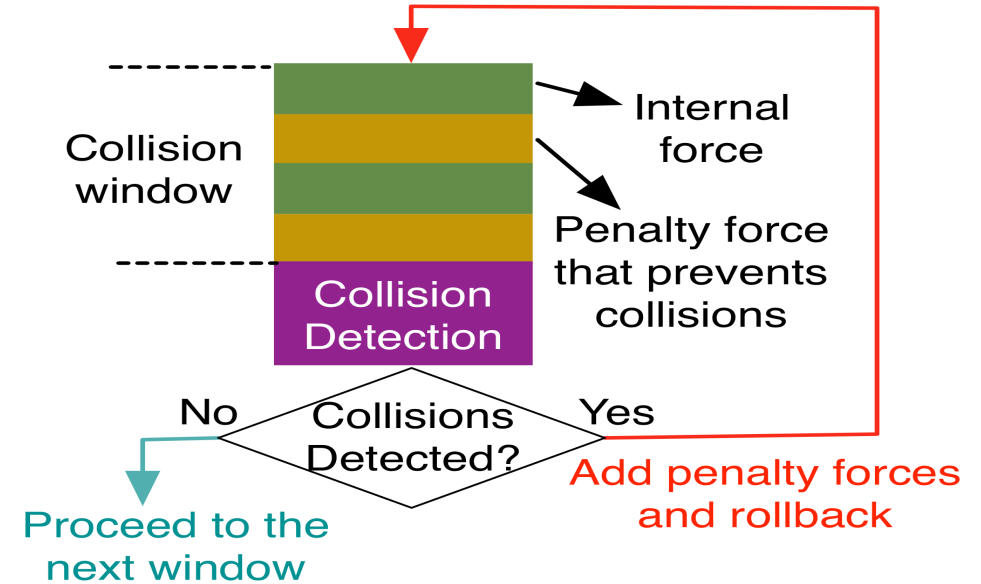 Internal
force
Collision
window
Penalty force
that prevents
collisions
Collision
Detection
No
Collisions
Detected?
Yes
Add penalty forces
and rollback
Proceed to the
next window